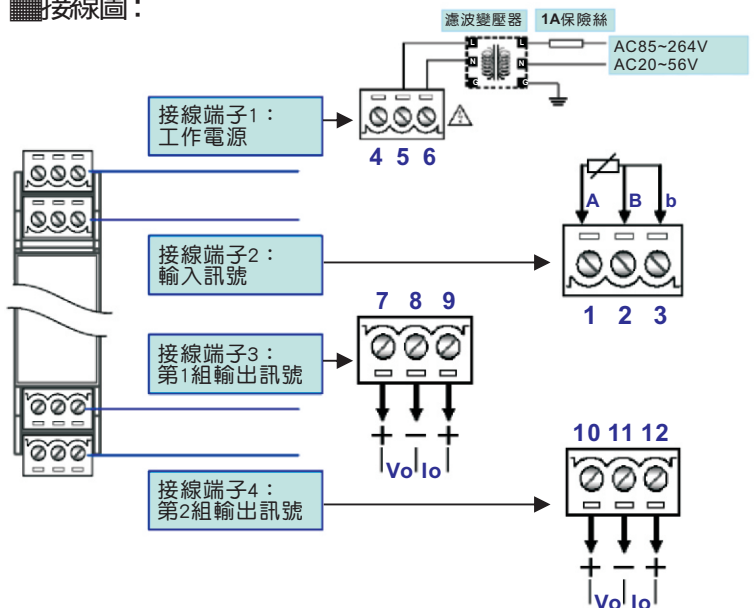 接線圖：
濾波變壓器
1A保險絲
L
L
AC85~264V
N
N
AC20~56V
G
G
接線端子1：
工作電源
4 5 6
A B b
接線端子2：
輸入訊號
1 2 3
7 8 9
接線端子3：
第1組輸出訊號
+ − +
Vo Io
10 11 12
接線端子4：
第2組輸出訊號
+ − +
Vo Io